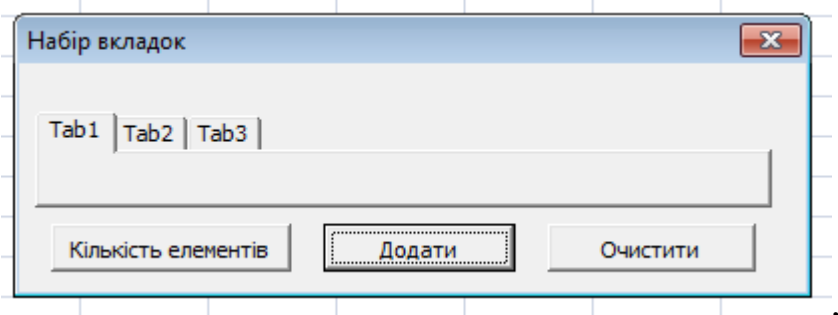 Набір вкладок
Tab1 Tab2 Tab3
Кількість елементів Додати Очистити